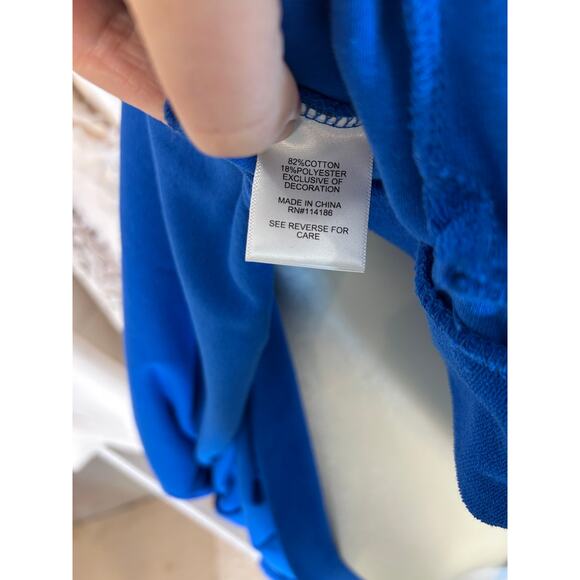 82%COTTON
18%POLYESTER
EXCLUSIVE OF
DECORATION
MADE IN CHINA
RN#114186
SEE REVERSE FOR
CARE